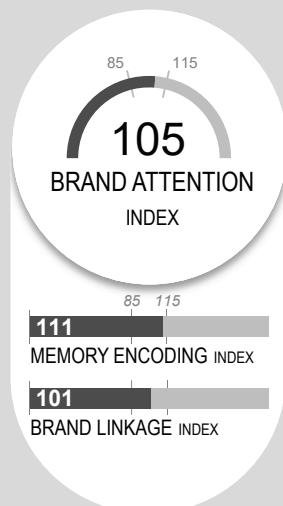 85 115
105
BRAND ATTENTION
INDEX
85 115
111
MEMORY ENCODING INDEX
101
BRAND LINKAGE INDEX